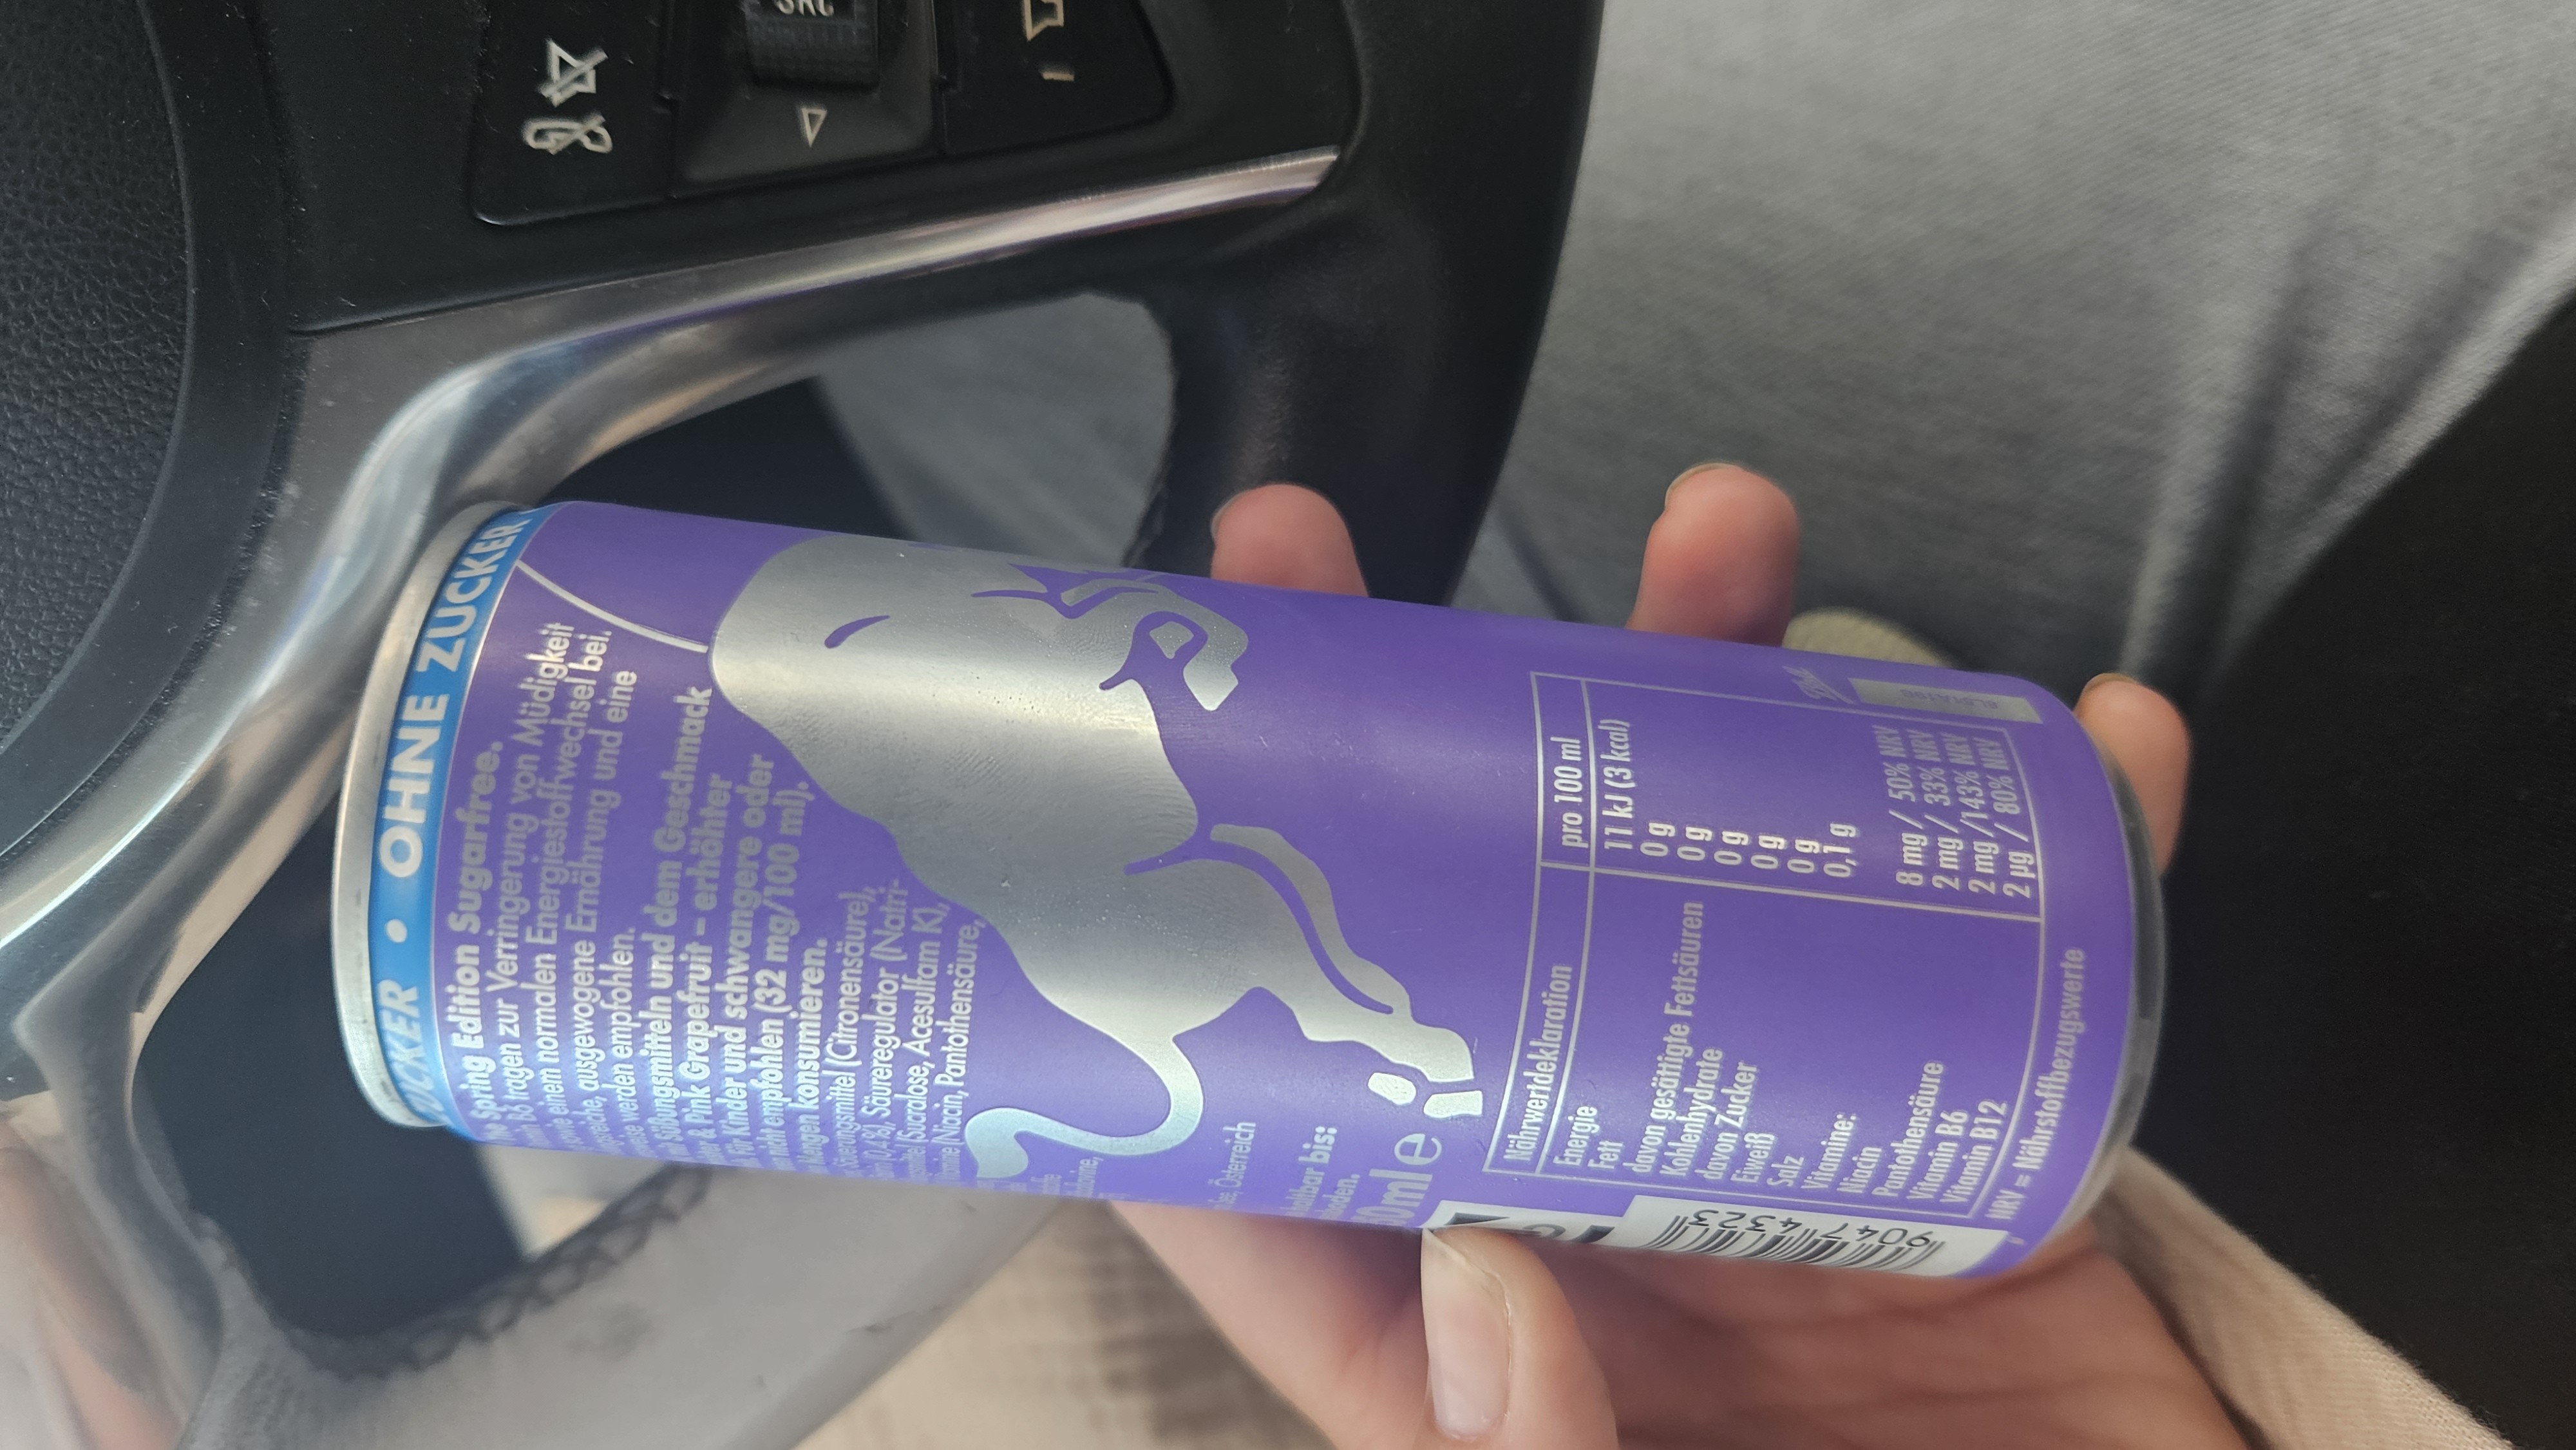 SRC
OHNE ZUCKER •
Spring Edition Sugarfree.
tragen zur Verringerung von Müdigkeit
einem normalen Energiestoffwechsel bei.
ausgewogene Ernährung und eine
werden empfohlen.
Süßungsmitteln und dem Geschmack
& Pink Grapefruit – erhöhter
Für Kinder und schwangere oder
empfohlen (32 mg/100 ml).
konsumieren.
Säuerungsmittel (Citronensäure),
Säureregulator (Natri-
(Sucralose, Acesulfam K),
Niacin, Pantothensäure,
Österreich
bis:
ml e
Nährwertdeklaration pro 100 ml
Energie 11 kJ (3 kcal)
Fett 0 g
davon gesättigte Fettsäuren 0 g
Kohlenhydrate 0 g
davon Zucker 0 g
Eiweiß 0 g
Salz 0,1 g
Vitamine:
Niacin 8 mg / 50% NRV
Pantothensäure 2 mg / 33% NRV
Vitamin B6 2 mg /143% NRV
Vitamin B12 2 µg / 80% NRV
NRV = Nährstoffbezugswerte
90474323